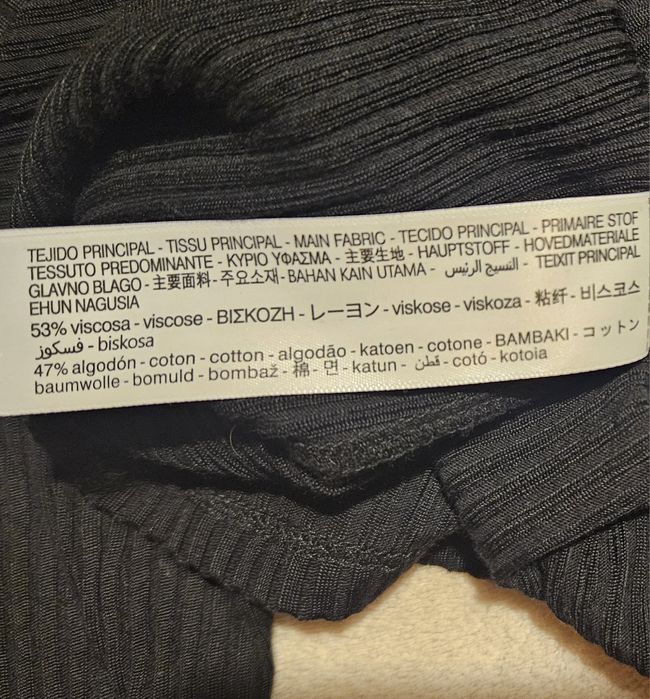 TEJIDO PRINCIPAL - TISSU PRINCIPAL - MAIN FABRIC - TECIDO PRINCIPAL - PRIMAIRE STOF
TESSUTO PREDOMINANTE - ΚΥΡΙΟ ΥΦΑΣΜΑ - 主要生地 - HAUPTSTOFF - HOVEDMATERIALE
GLAVNO BLAGO - 主要面料 - 주요소재 - BAHAN KAIN UTAMA - النسيج الرئيس - TEIXIT PRINCIPAL
EHUN NAGUSIA
53% viscosa - viscose - ΒΙΣΚΟΖΗ - レーヨン - viskose - viskoza - 粘纤 - 비스코스
فسكوز - biskosa
47% algodón - coton - cotton - algodão - katoen - cotone - ΒΑΜΒΑΚΙ - コットン
baumwolle - bomuld - bombaž - 棉 - 면 - katun - قطن - cotó - kotoia